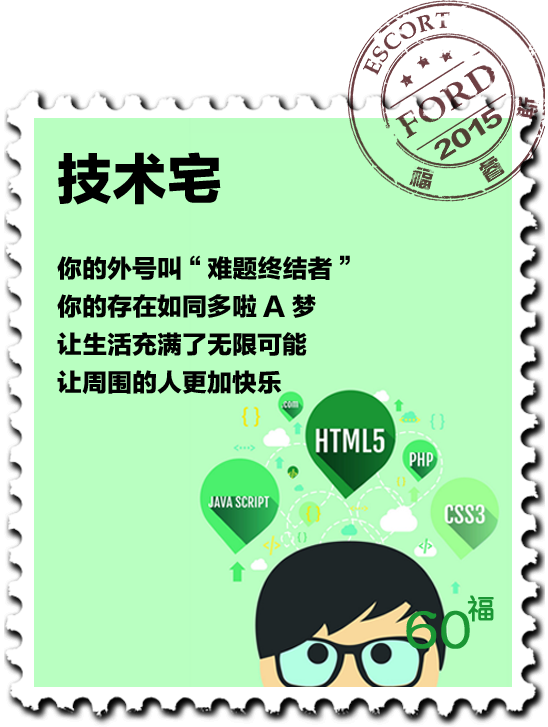 ESCORT
FORD
2015
福睿斯
技术宅
你的外号叫“难题终结者”
你的存在如同多啦A梦
让生活充满了无限可能
让周围的人更加快乐
.com
HTML5
PHP
JAVA SCRIPT
CSS3
60福